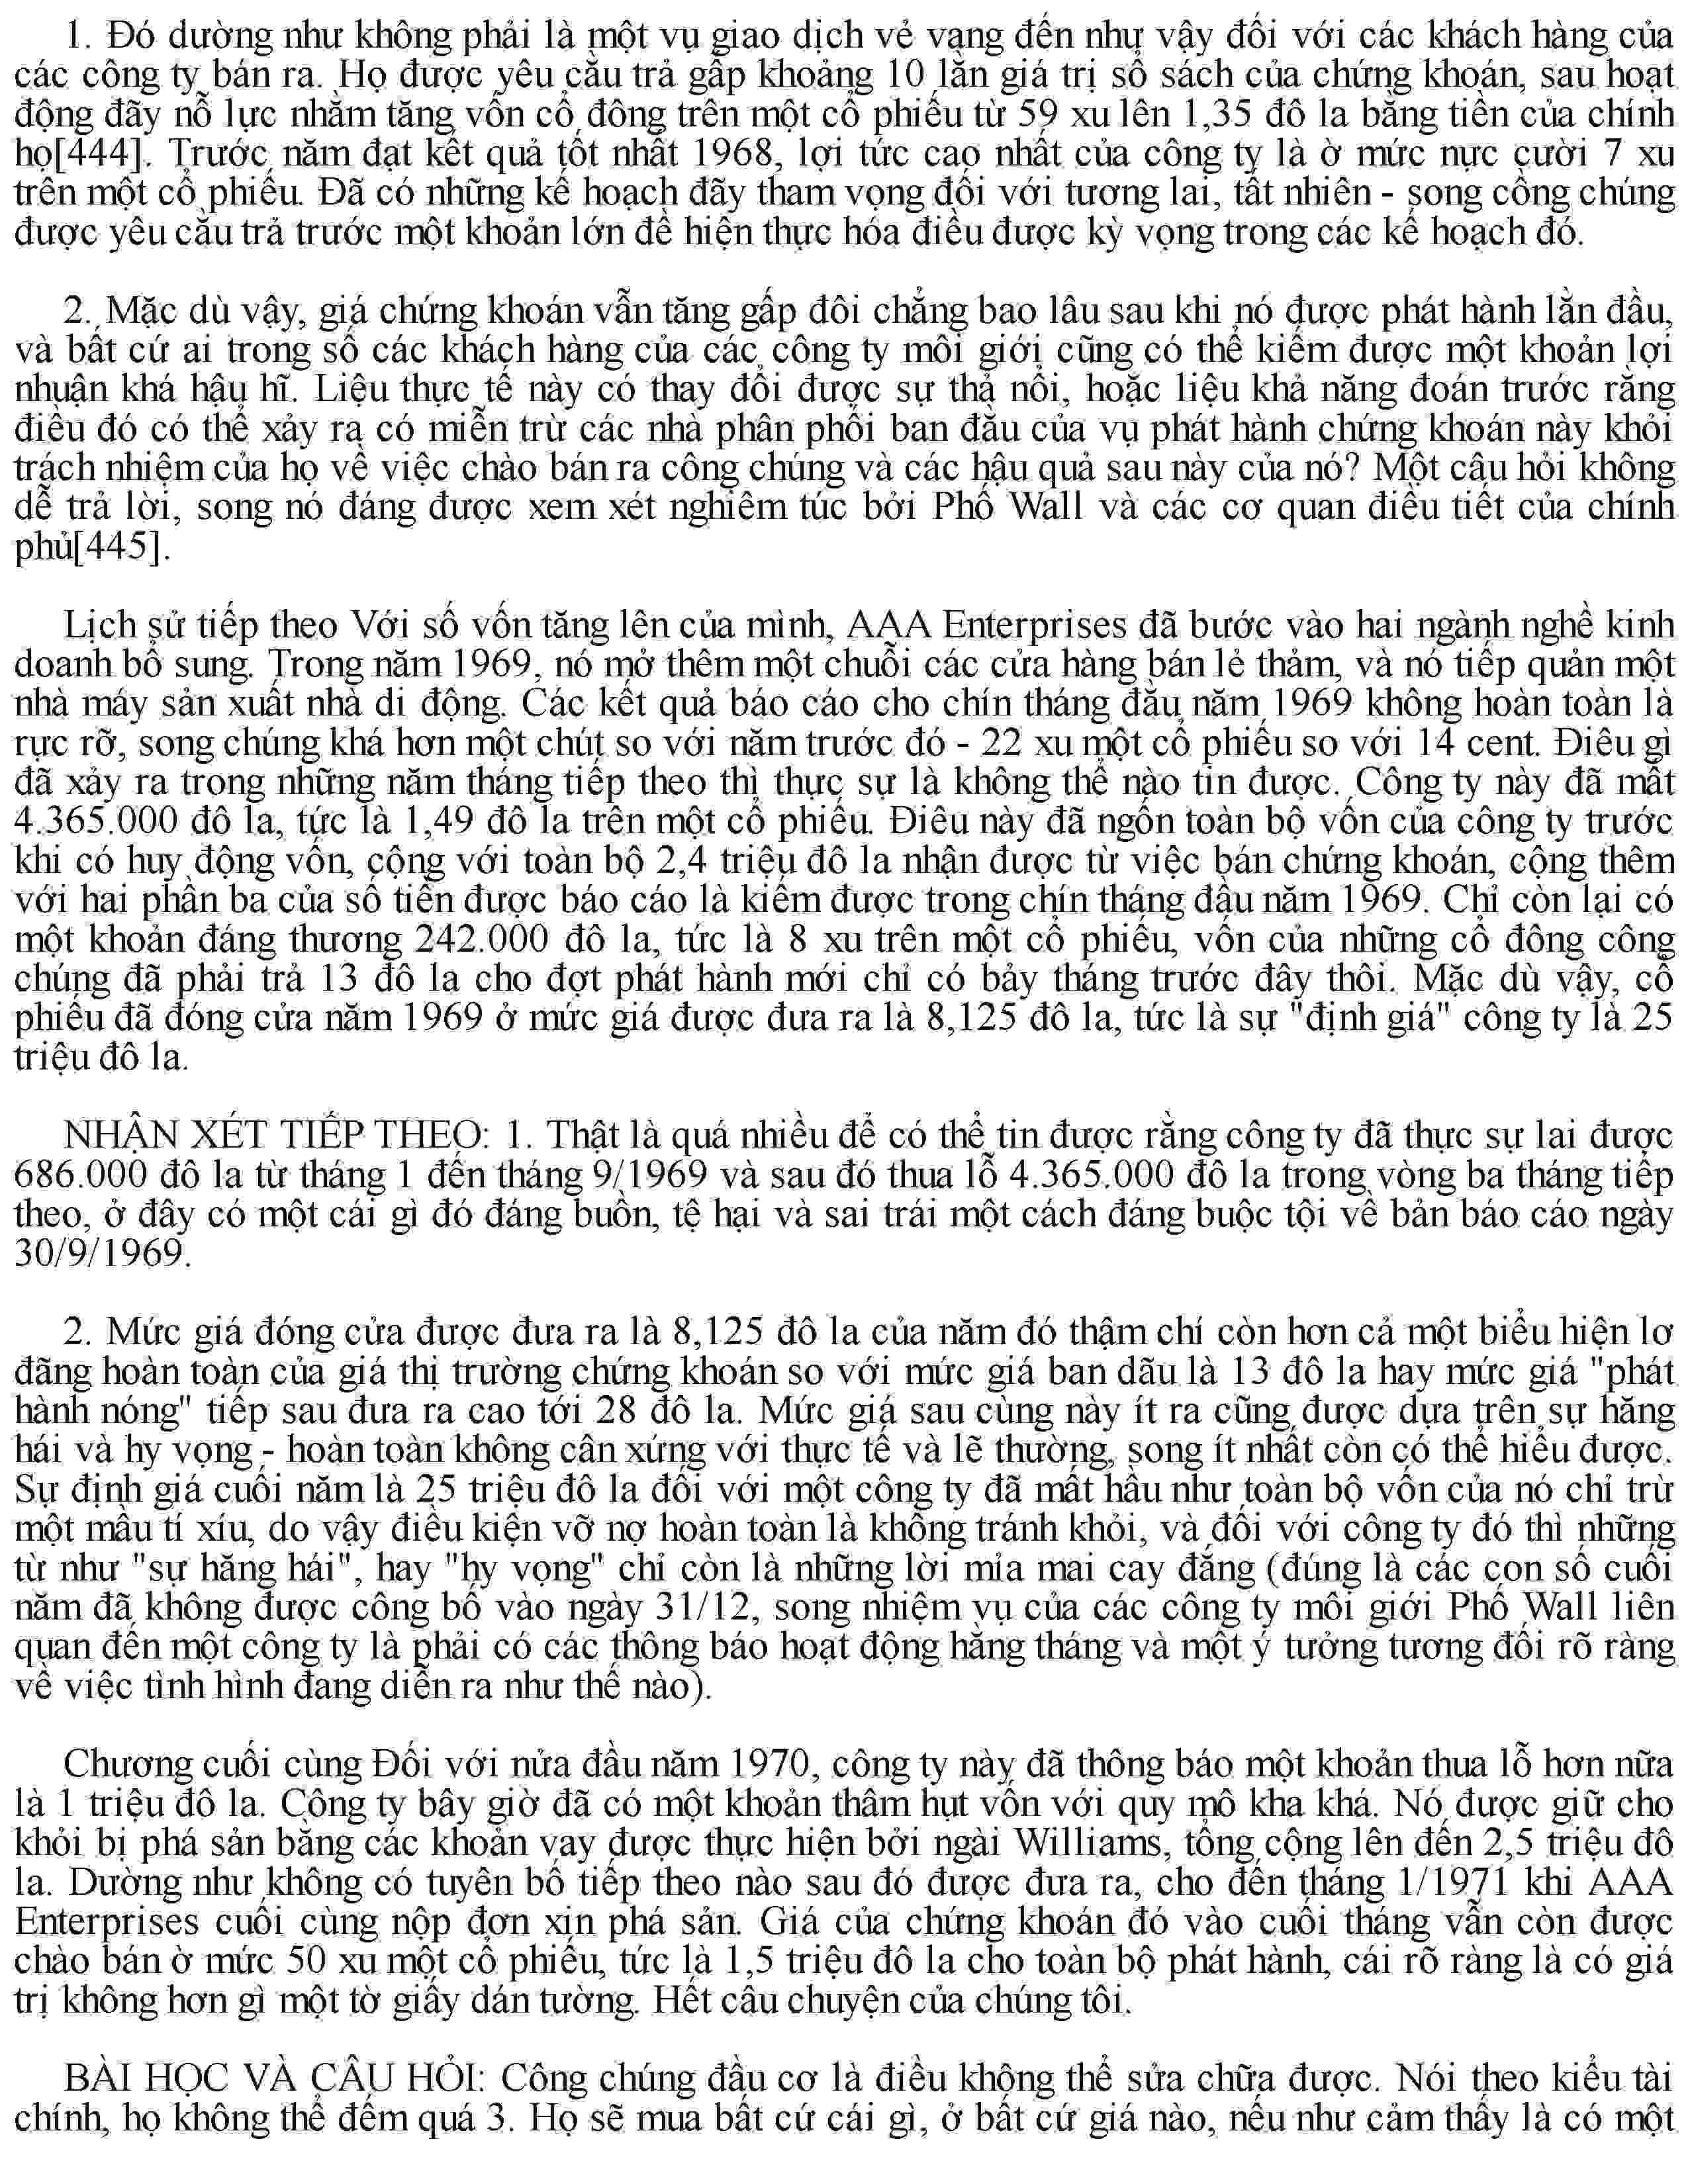 1. Đó dường như không phải là một vụ giao dịch vẻ vang đến như vậy đối với các khách hàng của
các công ty bán ra. Họ được yêu cầu trả gấp khoảng 10 lần giá trị sổ sách của chứng khoán, sau hoạt
động đãy nỗ lực nhằm tăng vốn cổ đông trên một cổ phiếu từ 59 xu lên 1,35 đô la bằng tiền của chính
họ[444]. Trước năm đạt kết quả tốt nhất 1968, lợi tức cao nhất của công ty là ở mức nực cười 7 xu
trên một cổ phiếu. Đã có những kế hoạch đãy tham vọng đối với tương lai, tất nhiên - song công chúng
được yêu cầu trả trước một khoản lớn để hiện thực hóa điều được kỳ vọng trong các kế hoạch đó.
2. Mặc dù vậy, giá chứng khoán vẫn tăng gấp đôi chẳng bao lâu sau khi nó được phát hành lần đầu,
và bất cứ ai trong số các khách hàng của các công ty môi giới cũng có thể kiếm được một khoản lợi
nhuận khá hậu hĩ. Liệu thực tế này có thay đổi được sự thả nổi, hoặc liệu khả năng đoán trước rằng
điều đó có thể xảy ra có miễn trừ các nhà phân phối ban đầu của vụ phát hành chứng khoán này khỏi
trách nhiệm của họ về việc chào bán ra công chúng và các hậu quả sau này của nó? Một câu hỏi không
dễ trả lời, song nó đáng được xem xét nghiêm túc bởi Phố Wall và các cơ quan điều tiết của chính
phủ[445].
Lịch sử tiếp theo Với số vốn tăng lên của mình, AAA Enterprises đã bước vào hai ngành nghề kinh
doanh bổ sung. Trong năm 1969, nó mở thêm một chuỗi các cửa hàng bán lẻ thảm, và nó tiếp quản một
nhà máy sản xuất nhà di động. Các kết quả báo cáo cho chín tháng đầu năm 1969 không hoàn toàn là
rực rỡ, song chúng khá hơn một chút so với năm trước đó - 22 xu một cổ phiếu so với 14 cent. Điều gì
đã xảy ra trong những năm tháng tiếp theo thì thực sự là không thể nào tin được. Công ty này đã mất
4.365.000 đô la, tức là 1,49 đô la trên một cổ phiếu. Điều này đã ngốn toàn bộ vốn của công ty trước
khi có huy động vốn, cộng với toàn bộ 2,4 triệu đô la nhận được từ việc bán chứng khoán, cộng thêm
với hai phần ba của số tiền được báo cáo là kiếm được trong chín tháng đầu năm 1969. Chỉ còn lại có
một khoản đáng thương 242.000 đô la, tức là 8 xu trên một cổ phiếu, vốn của những cổ đông công
chúng đã phải trả 13 đô la cho đợt phát hành mới chỉ có bảy tháng trước đây thôi. Mặc dù vậy, cổ
phiếu đã đóng cửa năm 1969 ở mức giá được đưa ra là 8,125 đô la, tức là sự "định giá" công ty là 25
triệu đô la.
NHẬN XÉT TIẾP THEO: 1. Thật là quá nhiều để có thể tin được rằng công ty đã thực sự lai được
686.000 đô la từ tháng 1 đến tháng 9/1969 và sau đó thua lỗ 4.365.000 đô la trong vòng ba tháng tiếp
theo, ở đây có một cái gì đó đáng buồn, tệ hại và sai trái một cách đáng buộc tội về bản báo cáo ngày
30/9/1969.
2. Mức giá đóng cửa được đưa ra là 8,125 đô la của năm đó thậm chí còn hơn cả một biểu hiện lơ
đãng hoàn toàn của giá thị trường chứng khoán so với mức giá ban dãu là 13 đô la hay mức giá "phát
hành nóng" tiếp sau đưa ra cao tới 28 đô la. Mức giá sau cùng này ít ra cũng được dựa trên sự hăng
hái và hy vọng - hoàn toàn không cân xứng với thực tế và lẽ thường, song ít nhất còn có thể hiểu được.
Sự định giá cuối năm là 25 triệu đô la đối với một công ty đã mất hầu như toàn bộ vốn của nó chỉ trừ
một mẩu tí xíu, do vậy điều kiện vỡ nợ hoàn toàn là không tránh khỏi, và đối với công ty đó thì những
từ như "sự hăng hái", hay "hy vọng" chỉ còn là những lời mỉa mai cay đắng (đúng là các con số cuối
năm đã không được công bố vào ngày 31/12, song nhiệm vụ của các công ty môi giới Phố Wall liên
quan đến một công ty là phải có các thông báo hoạt động hằng tháng và một ý tưởng tương đối rõ ràng
về việc tình hình đang diễn ra như thế nào).
Chương cuối cùng Đối với nửa đầu năm 1970, công ty này đã thông báo một khoản thua lỗ hơn nữa
là 1 triệu đô la. Công ty bây giờ đã có một khoản thâm hụt vốn với quy mô kha khá. Nó được giữ cho
khỏi bị phá sản bằng các khoản vay được thực hiện bởi ngài Williams, tổng cộng lên đến 2,5 triệu đô
la. Dường như không có tuyên bố tiếp theo nào sau đó được đưa ra, cho đến tháng 1/1971 khi AAA
Enterprises cuối cùng nộp đơn xin phá sản. Giá của chứng khoán đó vào cuối tháng vẫn còn được
chào bán ở mức 50 xu một cổ phiếu, tức là 1,5 triệu đô la cho toàn bộ phát hành, cái rõ ràng là có giá
trị không hơn gì một tờ giấy dán tường. Hết câu chuyện của chúng tôi.
BÀI HỌC VÀ CÂU HỎI: Công chúng đầu cơ là điều không thể sửa chữa được. Nói theo kiểu tài
chính, họ không thể đếm quá 3. Họ sẽ mua bất cứ cái gì, ở bất cứ giá nào, nếu như cảm thấy là có một